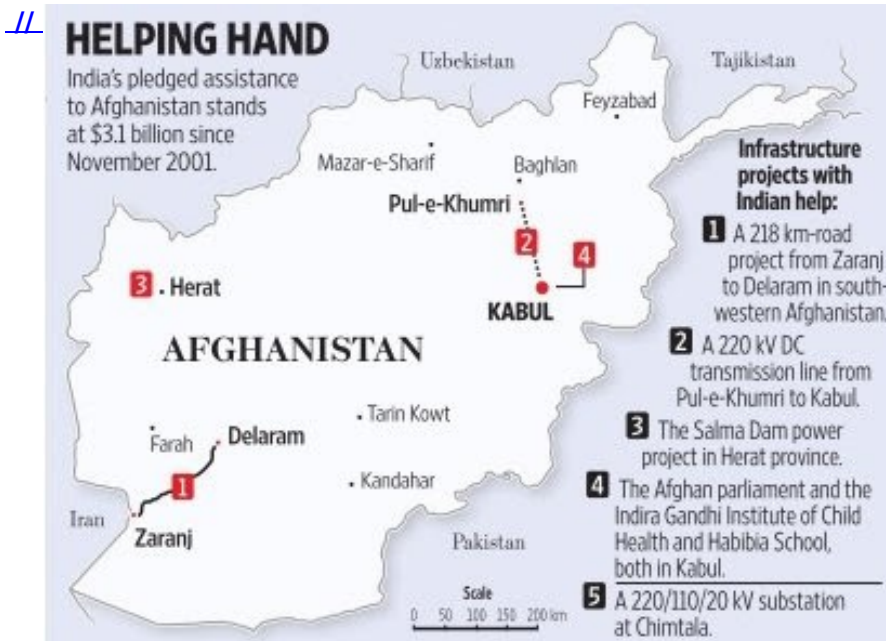 //
HELPING HAND
India's pledged assistance
to Afghanistan stands
at $3.1 billion since
November 2001.
Uzbekistan
Tajikistan
Feyzabad
Mazar-e-Sharif
Baghlan
Pul-e-Khumri
2
4
3
Herat
KABUL
AFGHANISTAN
Tarin Kowt
Farah
Delaram
1
Kandahar
Iran
Zaranj
Pakistan
Scale
0 50 100 150 200 km
Infrastructure
projects with
Indian help:
1 A 218 km-road
project from Zaranj
to Delaram in south-
western Afghanistan.
2 A 220 kV DC
transmission line from
Pul-e-Khumri to Kabul.
3 The Salma Dam power
project in Herat province.
4 The Afghan parliament and the
Indira Gandhi Institute of Child
Health and Habibia School,
both in Kabul.
5 A 220/110/20 kV substation
at Chimtala.